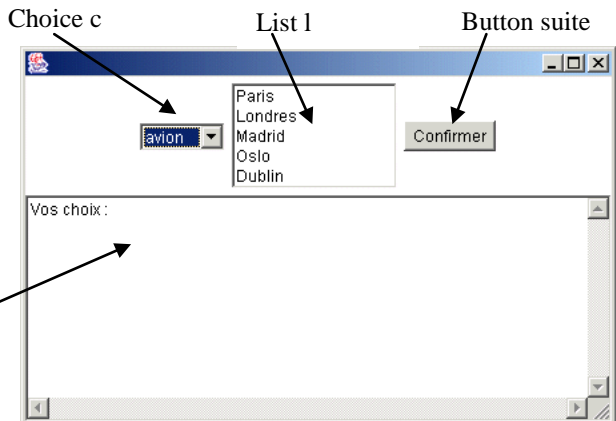 Choice c
List l
Button suite
avion
Paris
Londres
Madrid
Oslo
Dublin
Confirmer
Vos choix :